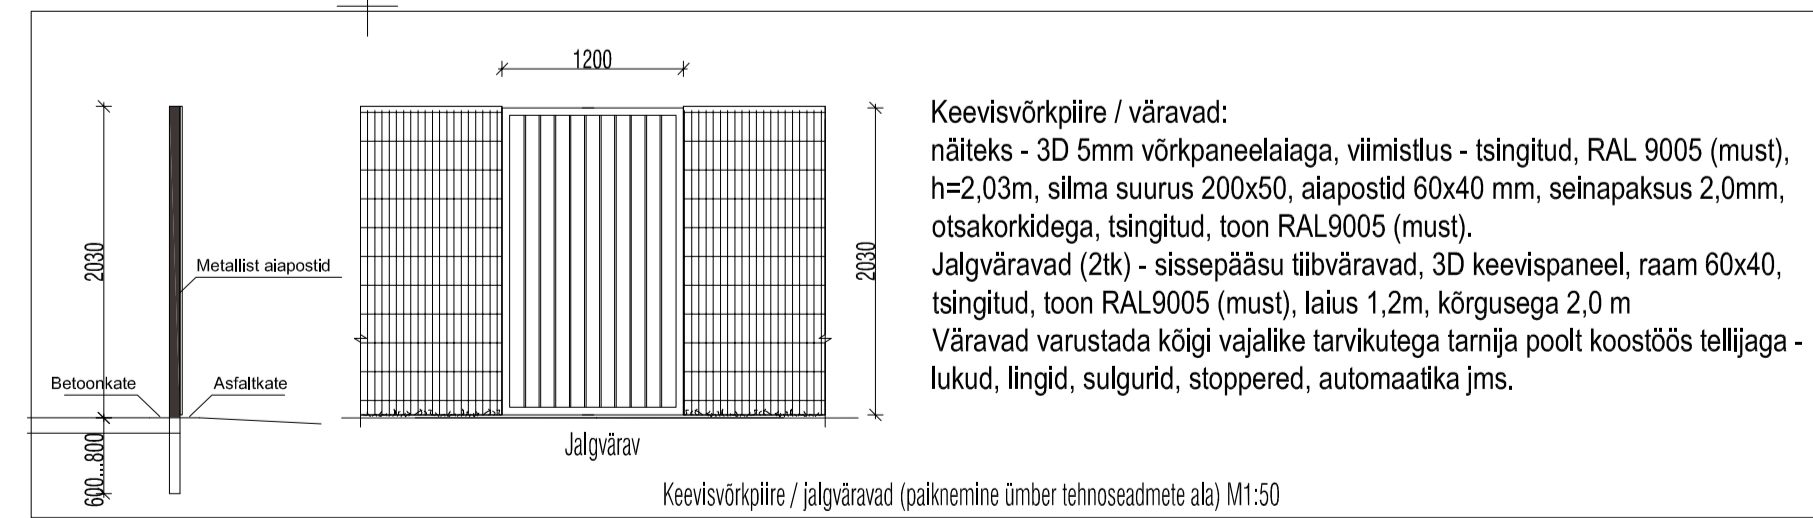 1200
2030
Metallist aiapostid
Betoonkate
Asfaltkate
600...800
2030
Jalgvärav
Keevisvõrkpiire / väravad:
näiteks - 3D 5mm võrkpaneelaiaga, viimistlus - tsingitud, RAL 9005 (must),
h=2,03m, silma suurus 200x50, aiapostid 60x40 mm, seinapaksus 2,0mm,
otsakorkidega, tsingitud, toon RAL9005 (must).
Jalgväravad (2tk) - sissepääsu tiibväravad, 3D keevispaneel, raam 60x40,
tsingitud, toon RAL9005 (must), laius 1,2m, kõrgusega 2,0 m
Väravad varustada kõigi vajalike tarvikutega tarnija poolt koostöös tellijaga -
lukud, lingid, sulgurid, stoppered, automaatika jms.
Keevisvõrkpiire / jalgväravad (paiknemine ümber tehnoseadmete ala) M1:50